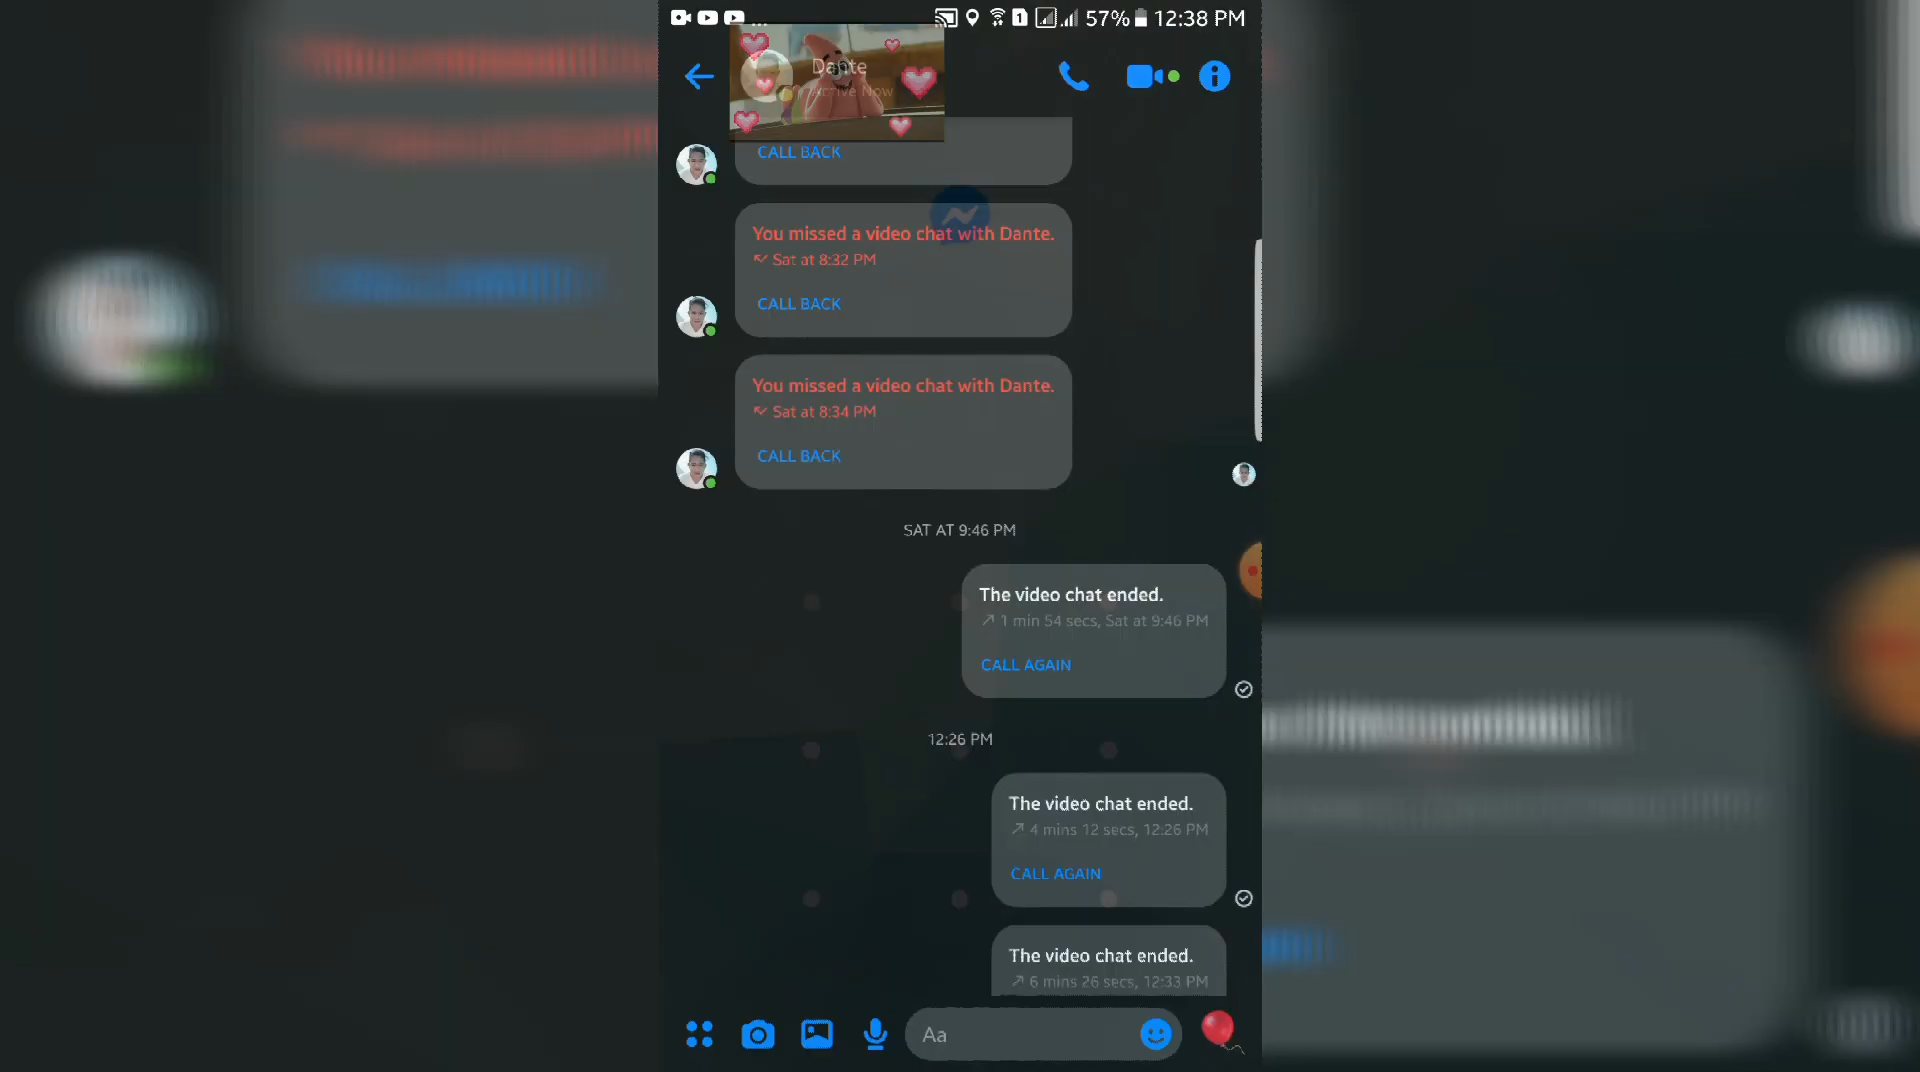 57% 12:38 PM
Dante
Active Now
CALL BACK
You missed a video chat with Dante.
Sat at 8:32 PM
CALL BACK
You missed a video chat with Dante.
Sat at 8:34 PM
CALL BACK
SAT AT 9:46 PM
The video chat ended.
1 min 54 secs, Sat at 9:46 PM
CALL AGAIN
12:26 PM
The video chat ended.
4 mins 12 secs, 12:26 PM
CALL AGAIN
The video chat ended.
6 mins 26 secs, 12:33 PM
Aa